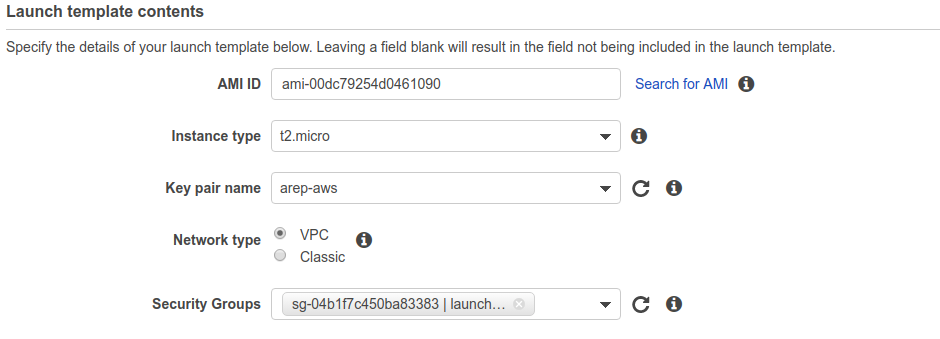 Launch template contents
Specify the details of your launch template below. Leaving a field blank will result in the field not being included in the launch template.
AMI ID ami-00dc79254d0461090 Search for AMI
Instance type t2.micro
Key pair name arep-aws
Network type VPC
Classic
Security Groups sg-04b1f7c450ba83383 | launch...